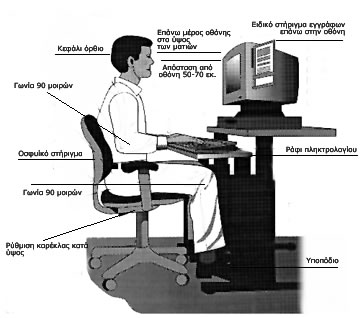 Επάνω μέρος οθόνης
στα ύψος
των ματιών
Ειδικό στήριγμα εγγράφων
επάνω στην οθόνη
Κεφάλι όρθιο
Απόσταση από
οθόνη 50-70 εκ.
Γωνία 90 μοιρών
Οσφυϊκό στήριγμα
Ράφι πληκτρολογίου
Γωνία 90 μοιρών
Ρύθμιση καρέκλας κατά
ύψος
Υποπόδιο